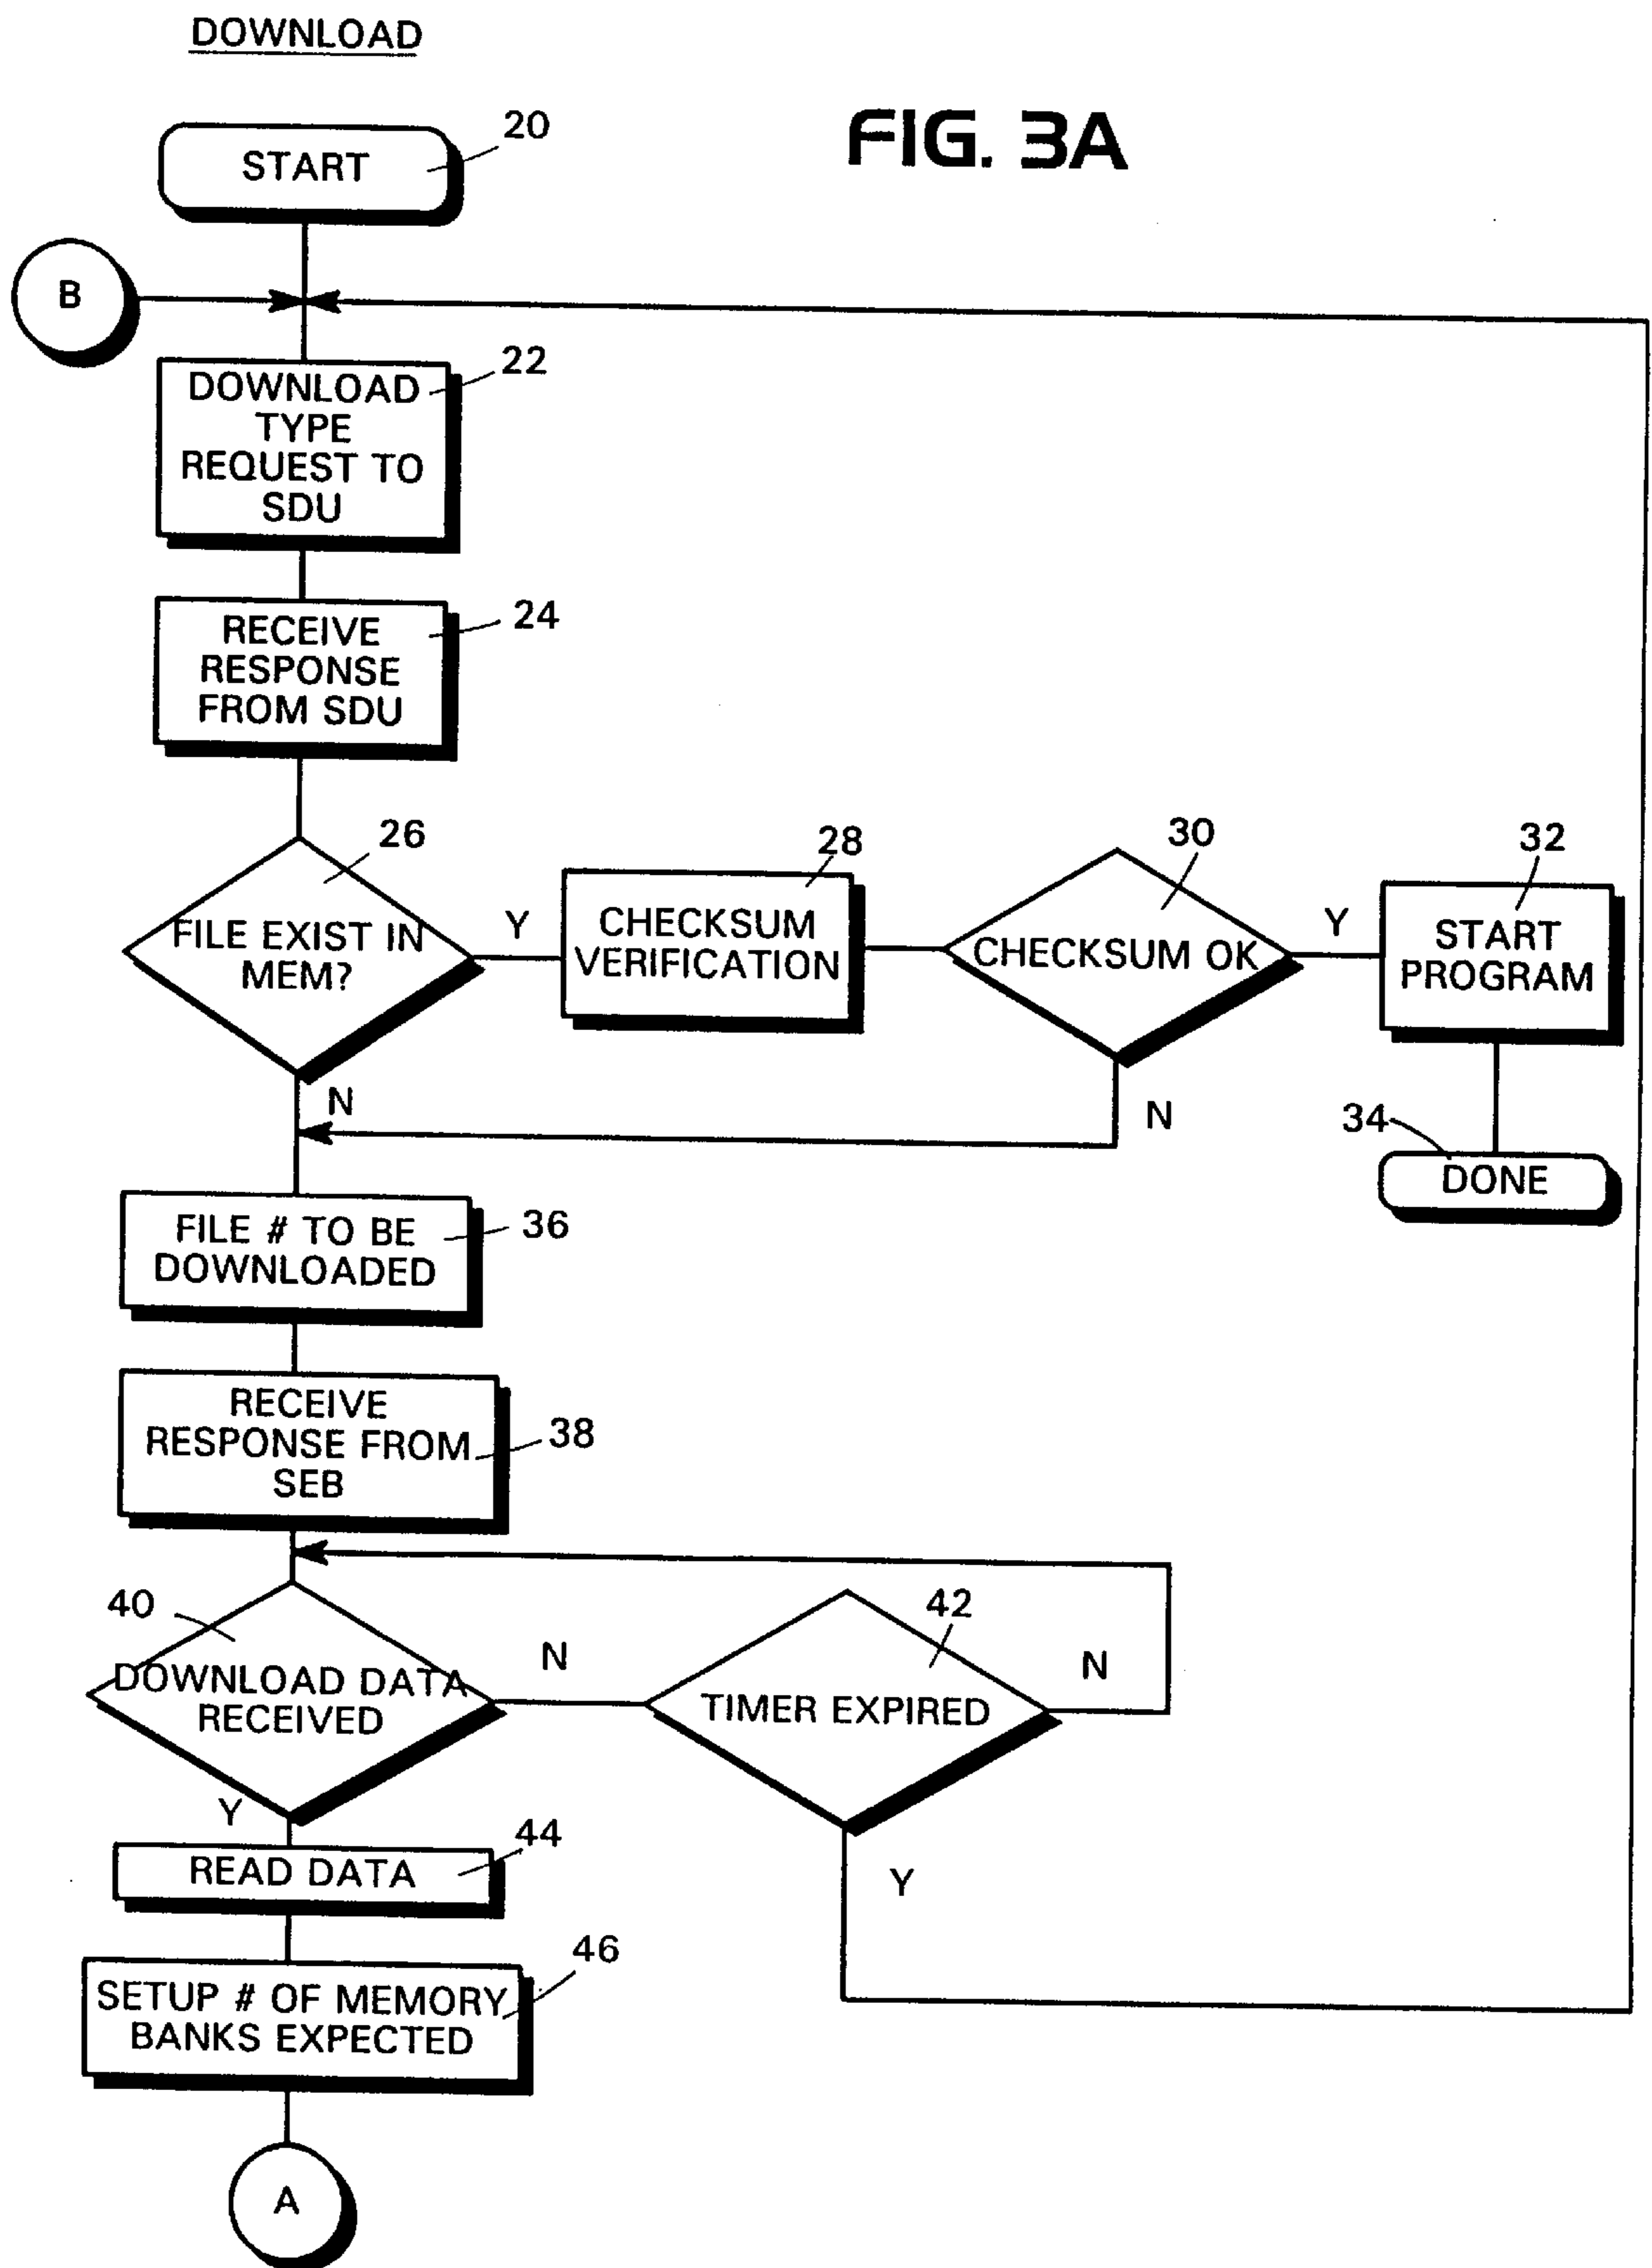 DOWNLOAD
FIG. 3A
START
20
B
DOWNLOAD
TYPE
REQUEST TO
SDU
22
RECEIVE
RESPONSE
FROM SDU
24
26
FILE EXIST IN
MEM?
Y
N
28
CHECKSUM
VERIFICATION
30
CHECKSUM OK
Y
N
32
START
PROGRAM
34
DONE
FILE # TO BE
DOWNLOADED
36
RECEIVE
RESPONSE FROM
SEB
38
40
DOWNLOAD DATA
RECEIVED
N
Y
42
TIMER EXPIRED
N
Y
44
READ DATA
46
SETUP # OF MEMORY
BANKS EXPECTED
A